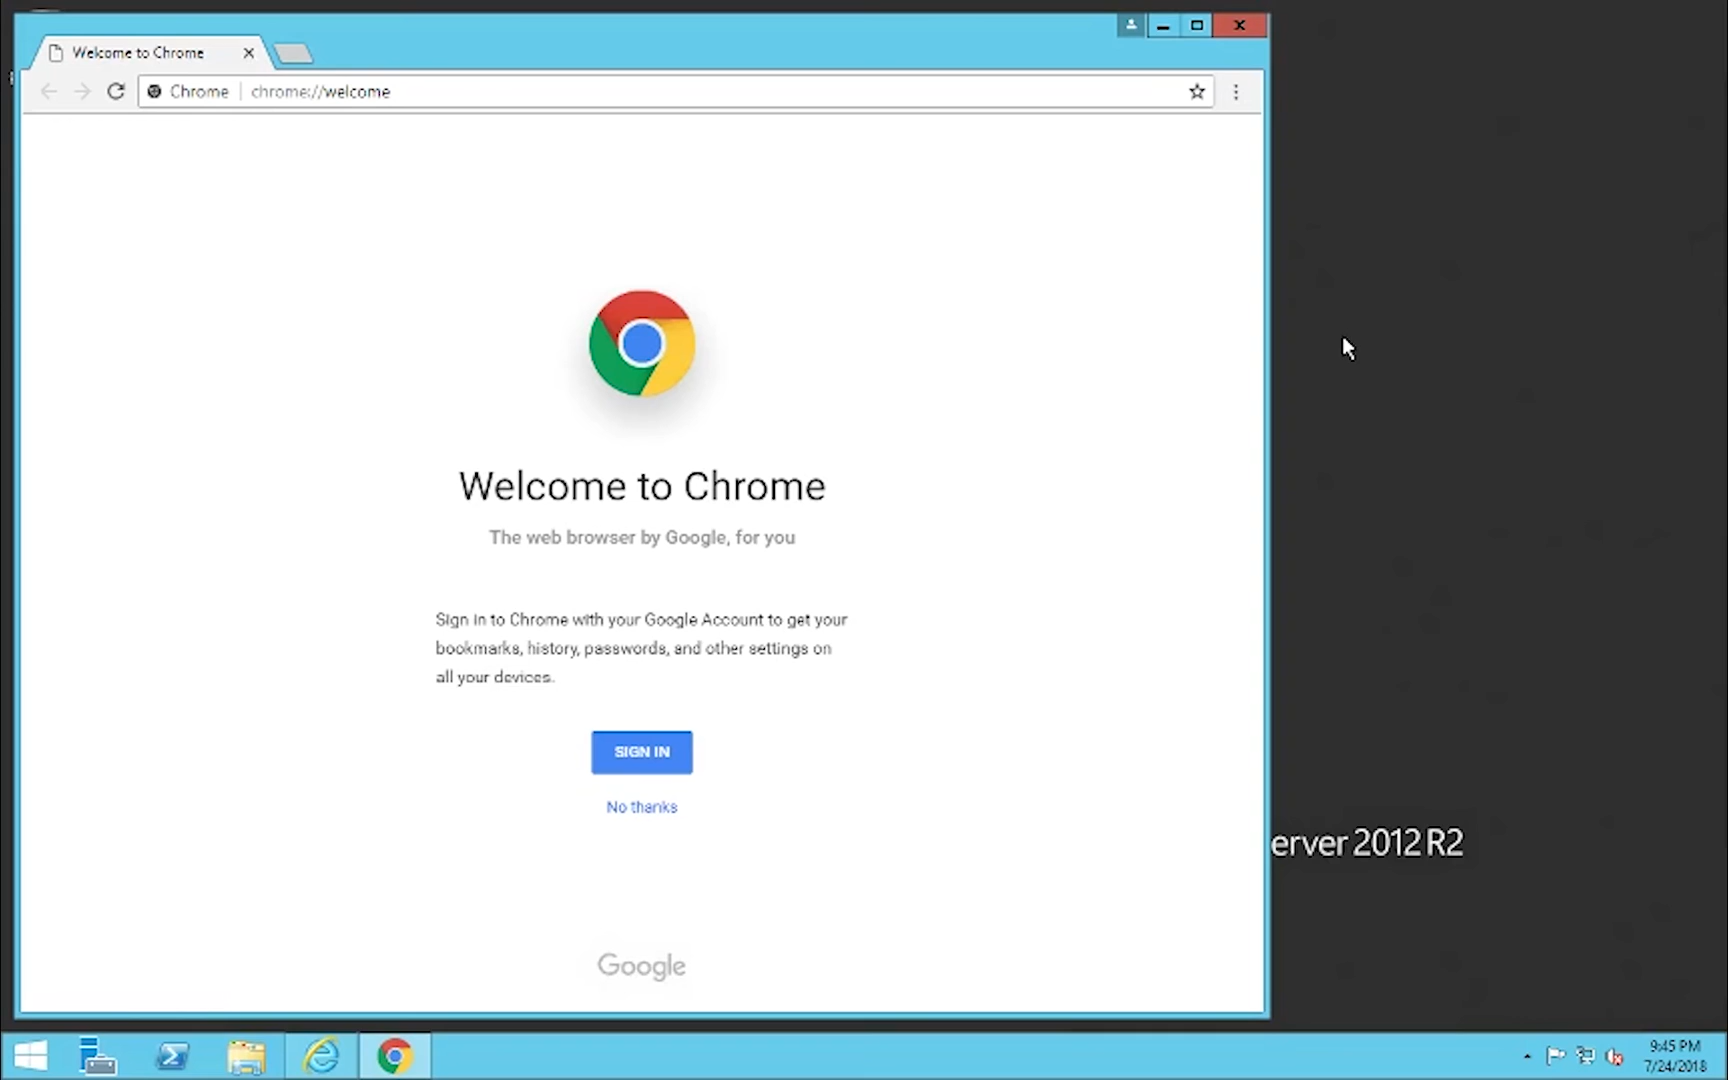 Welcome to Chrome
Chrome | chrome://welcome
Welcome to Chrome
The web browser by Google, for you
Sign in to Chrome with your Google Account to get your
bookmarks, history, passwords, and other settings on
all your devices.
SIGN IN
No thanks
erver 2012 R2
Google
9:45 PM
7/24/2018